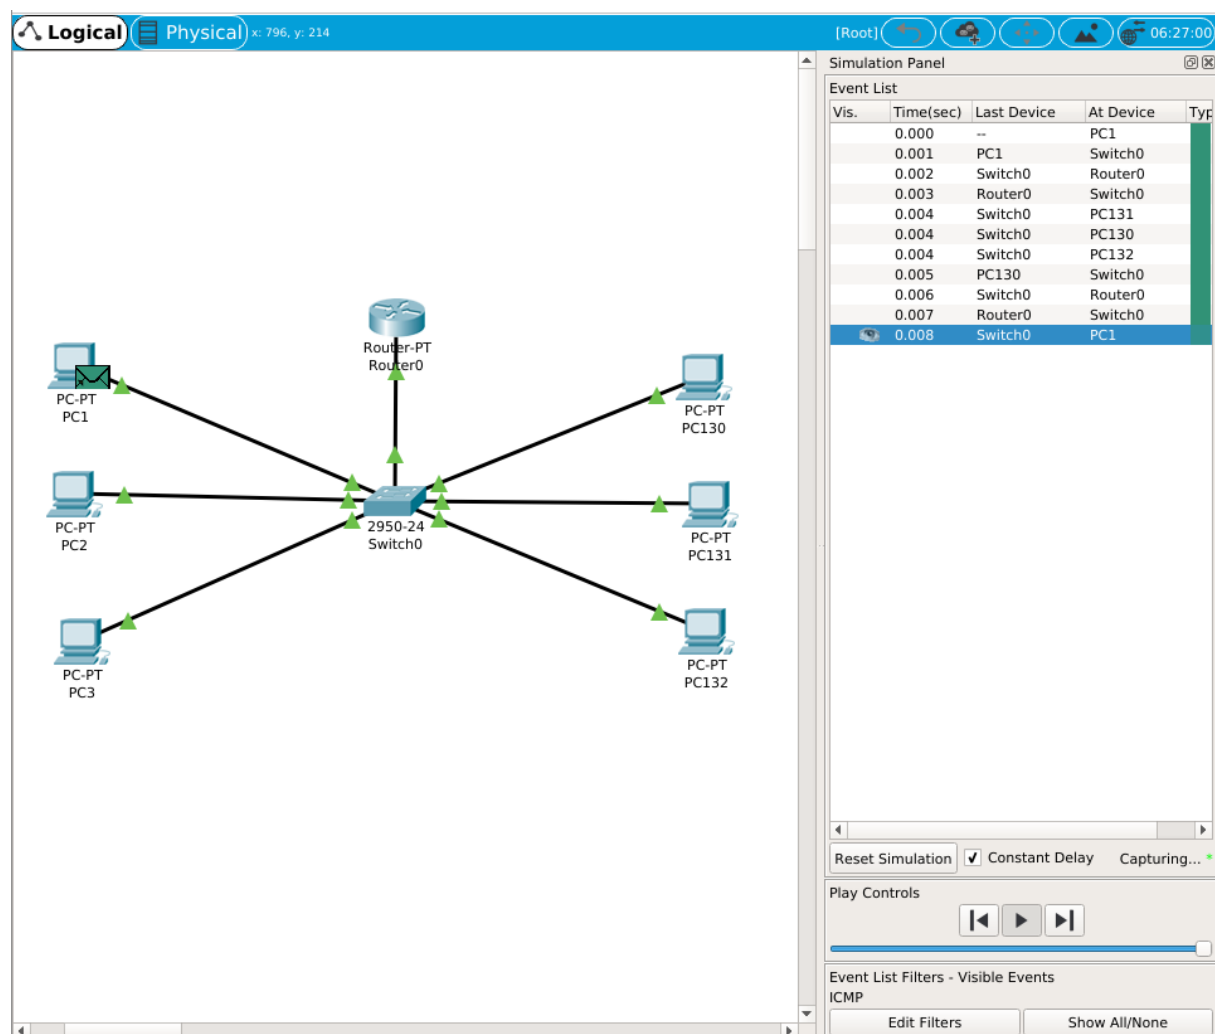 Logical Physical x: 796, y: 214 [Root] 06:27:00
Simulation Panel
Event List
Vis. Time(sec) Last Device At Device Typ
0.000 -- PC1
0.001 PC1 Switch0
0.002 Switch0 Router0
0.003 Router0 Switch0
0.004 Switch0 PC131
0.004 Switch0 PC130
0.004 Switch0 PC132
0.005 PC130 Switch0
0.006 Switch0 Router0
0.007 Router0 Switch0
0.008 Switch0 PC1
Router-PT
Router0
PC-PT
PC1
PC-PT
PC130
PC-PT
PC2
2950-24
Switch0
PC-PT
PC131
PC-PT
PC3
PC-PT
PC132
Reset Simulation Constant Delay Capturing... *
Play Controls
Event List Filters - Visible Events
ICMP
Edit Filters Show All/None